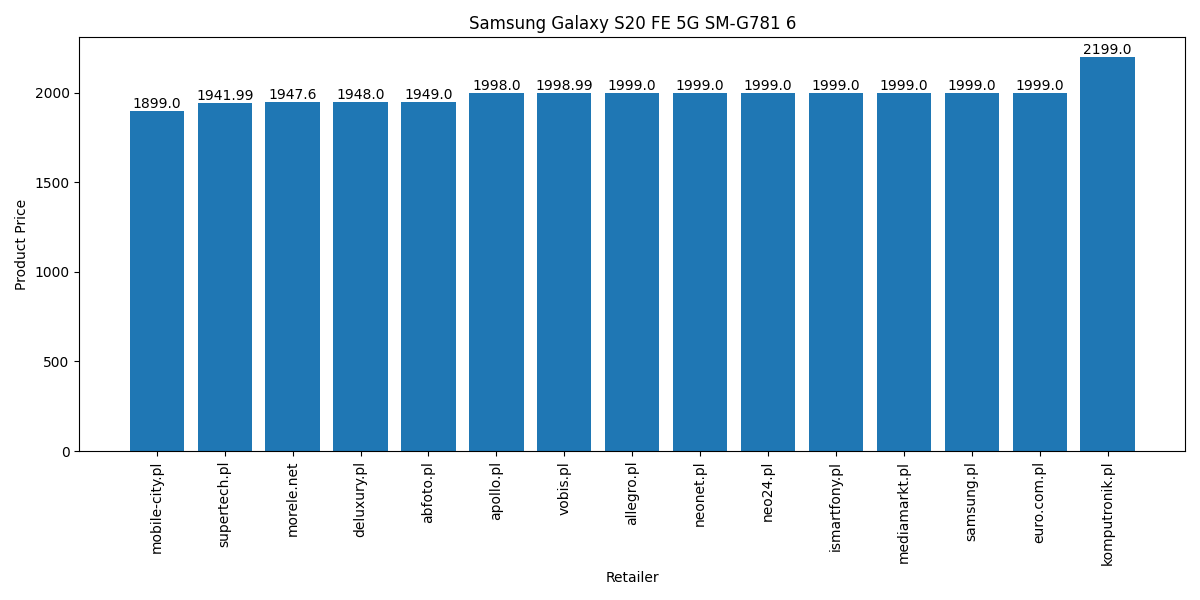 Samsung Galaxy S20 FE 5G SM-G781 6
Product Price
2000
1500
1000
500
0
1899.0
1941.99
1947.6
1948.0
1949.0
1998.0
1998.99
1999.0
1999.0
1999.0
1999.0
1999.0
1999.0
1999.0
2199.0
mobile-city.pl
supertech.pl
morele.net
deluxury.pl
abfoto.pl
apollo.pl
vobis.pl
allegro.pl
neonet.pl
neo24.pl
ismartfony.pl
mediamarkt.pl
samsung.pl
euro.com.pl
komputronik.pl
Retailer